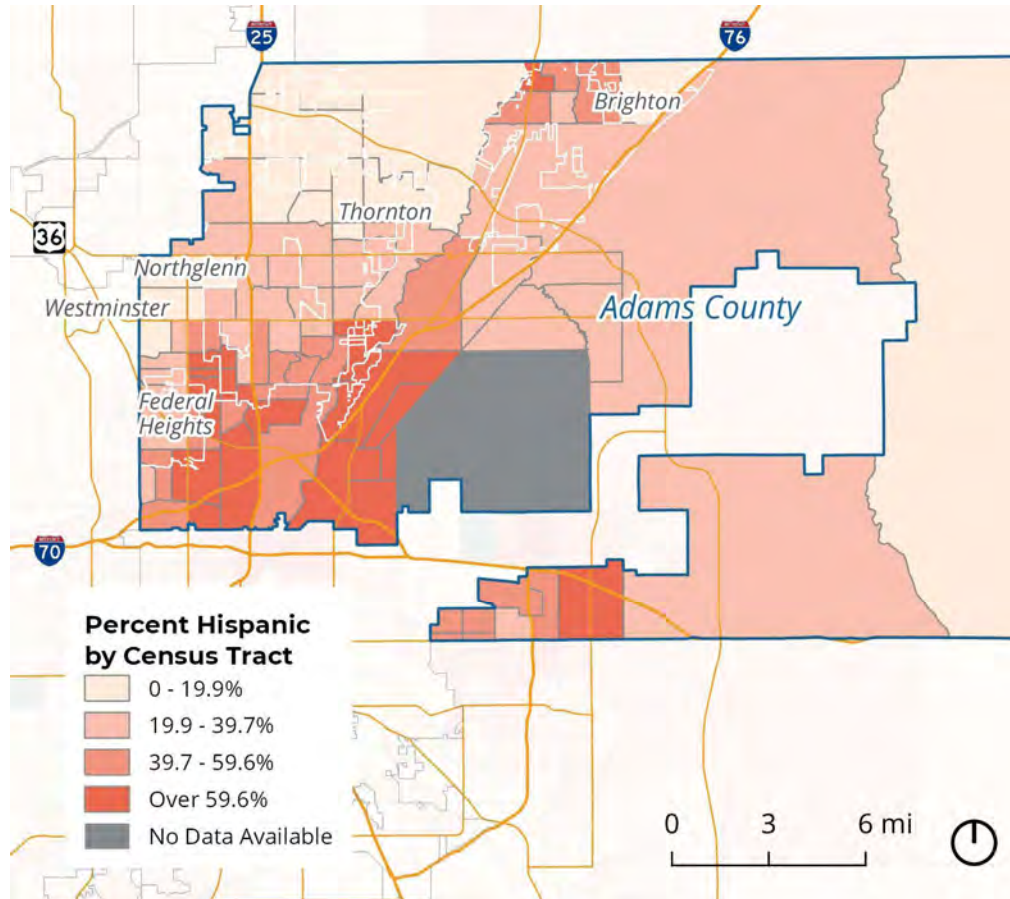 25
76
Brighton
Thornton
36
Northglenn
Westminster
Adams County
Federal
Heights
70
Percent Hispanic
by Census Tract
0 - 19.9%
19.9 - 39.7%
39.7 - 59.6%
Over 59.6%
No Data Available
0 3 6 mi